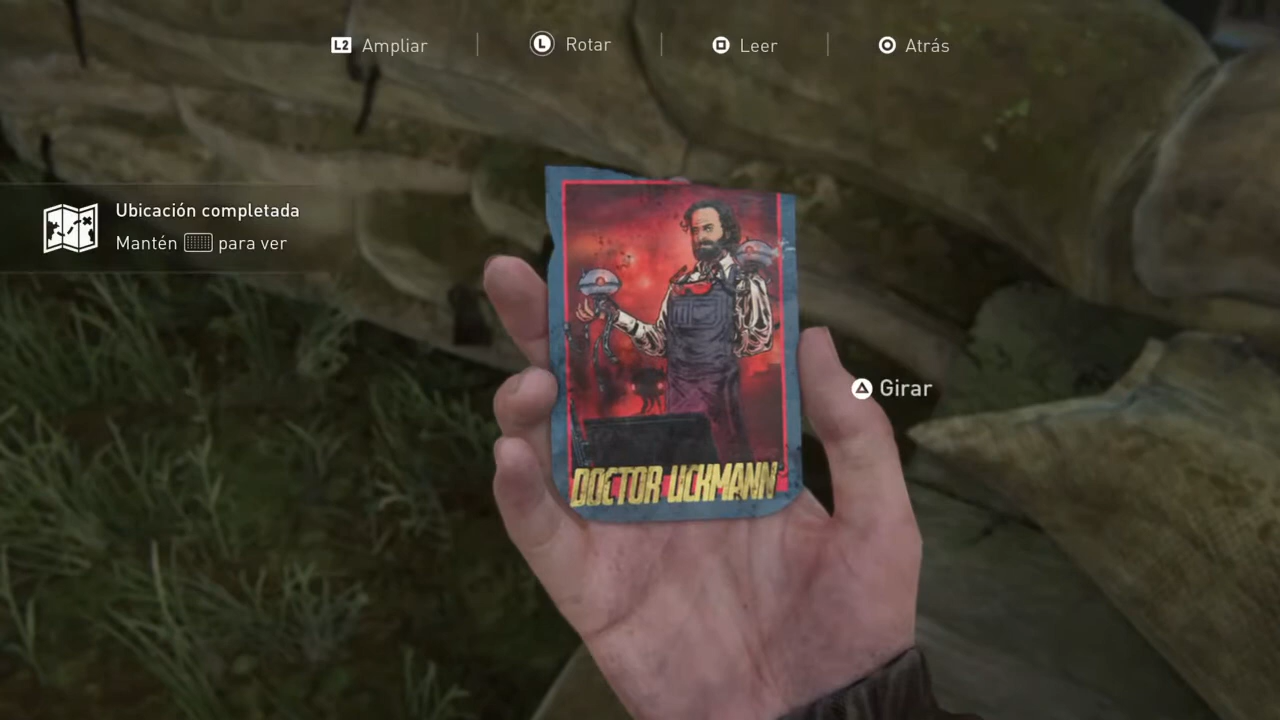 L2 Ampliar
L Rotar
Leer
Atrás
Ubicación completada
Mantén para ver
Girar
DOCTOR UCKMANN